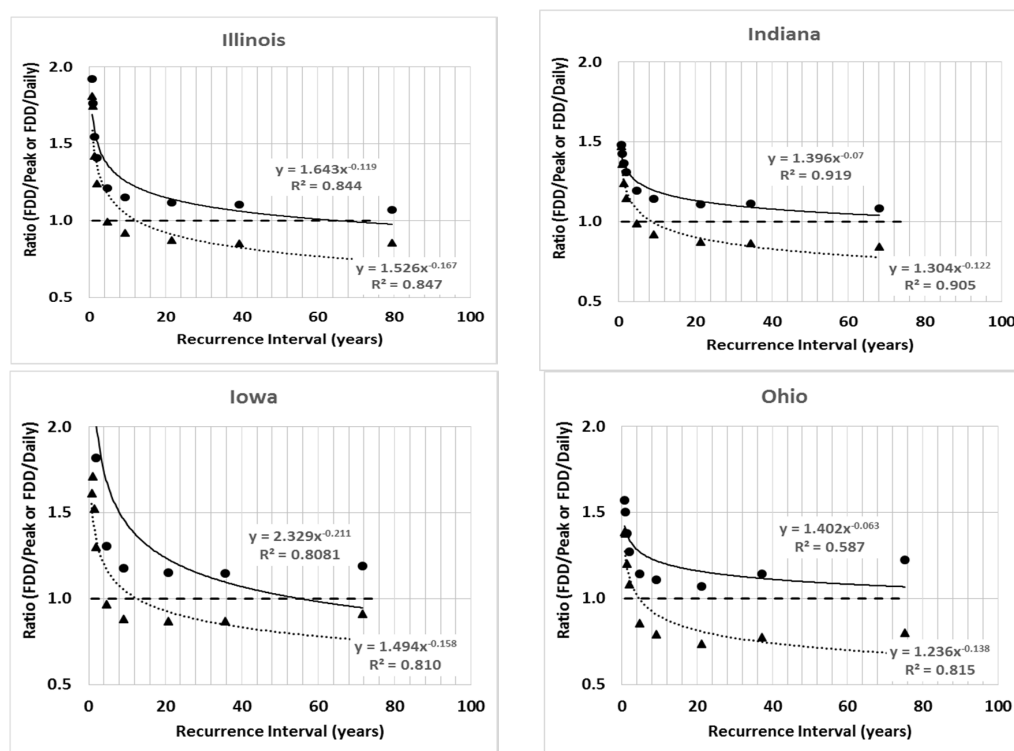 Illinois
Ratio (FDD/Peak or FDD/Daily)
2.0
1.5
1.0
0.5
y = 1.643x^-0.119
R² = 0.844
y = 1.526x^-0.167
R² = 0.847
0 20 40 60 80 100
Recurrence Interval (years)
Indiana
Ratio (FDD/Peak or FDD/Daily)
2.0
1.5
1.0
0.5
y = 1.396x^-0.07
R² = 0.919
y = 1.304x^-0.122
R² = 0.905
0 20 40 60 80 100
Recurrence Interval (years)
Iowa
Ratio (FDD/Peak or FDD/Daily)
2.0
1.5
1.0
0.5
y = 2.329x^-0.211
R² = 0.8081
y = 1.494x^-0.158
R² = 0.810
0 20 40 60 80 100
Recurrence Interval (years)
Ohio
Ratio (FDD/Peak or FDD/Daily)
2.0
1.5
1.0
0.5
y = 1.402x^-0.063
R² = 0.587
y = 1.236x^-0.138
R² = 0.815
0 20 40 60 80 100
Recurrence Interval (years)